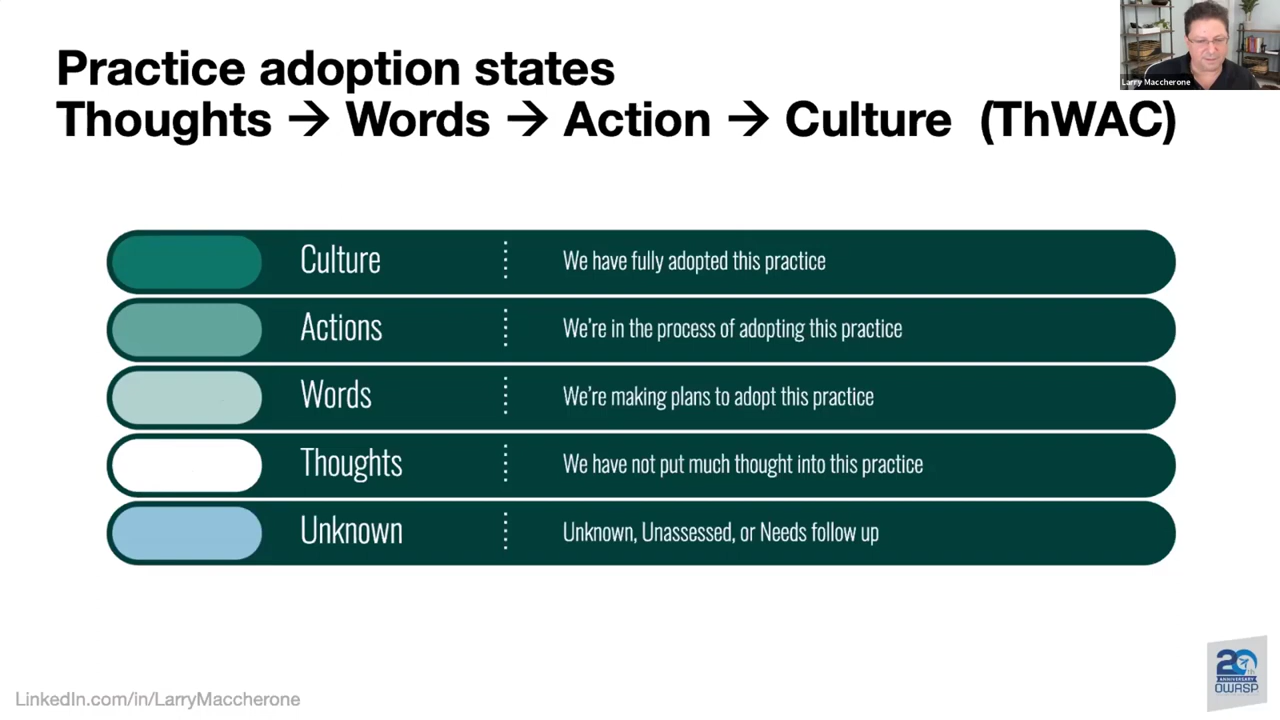 Practice adoption states
Thoughts → Words → Action → Culture (ThWAC)
Larry Maccherone
Culture
We have fully adopted this practice
Actions
We're in the process of adopting this practice
Words
We're making plans to adopt this practice
Thoughts
We have not put much thought into this practice
Unknown
Unknown, Unassessed, or Needs follow up
LinkedIn.com/in/LarryMaccherone
20th
ANNIVERSARY
OWASP